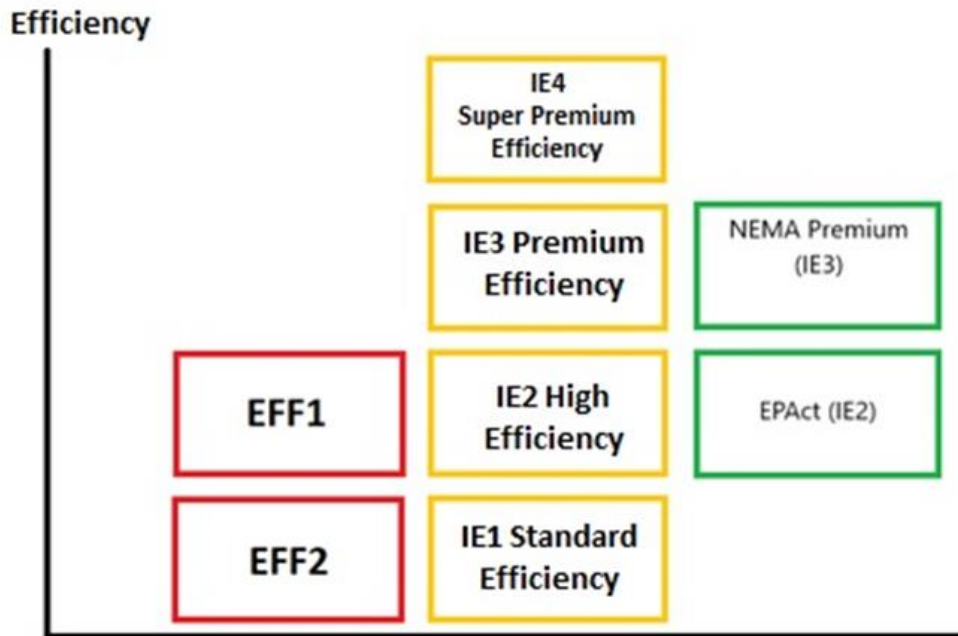 Efficiency
IE4
Super Premium
Efficiency
IE3 Premium
Efficiency
NEMA Premium
(IE3)
EFF1
IE2 High
Efficiency
EPAct (IE2)
EFF2
IE1 Standard
Efficiency